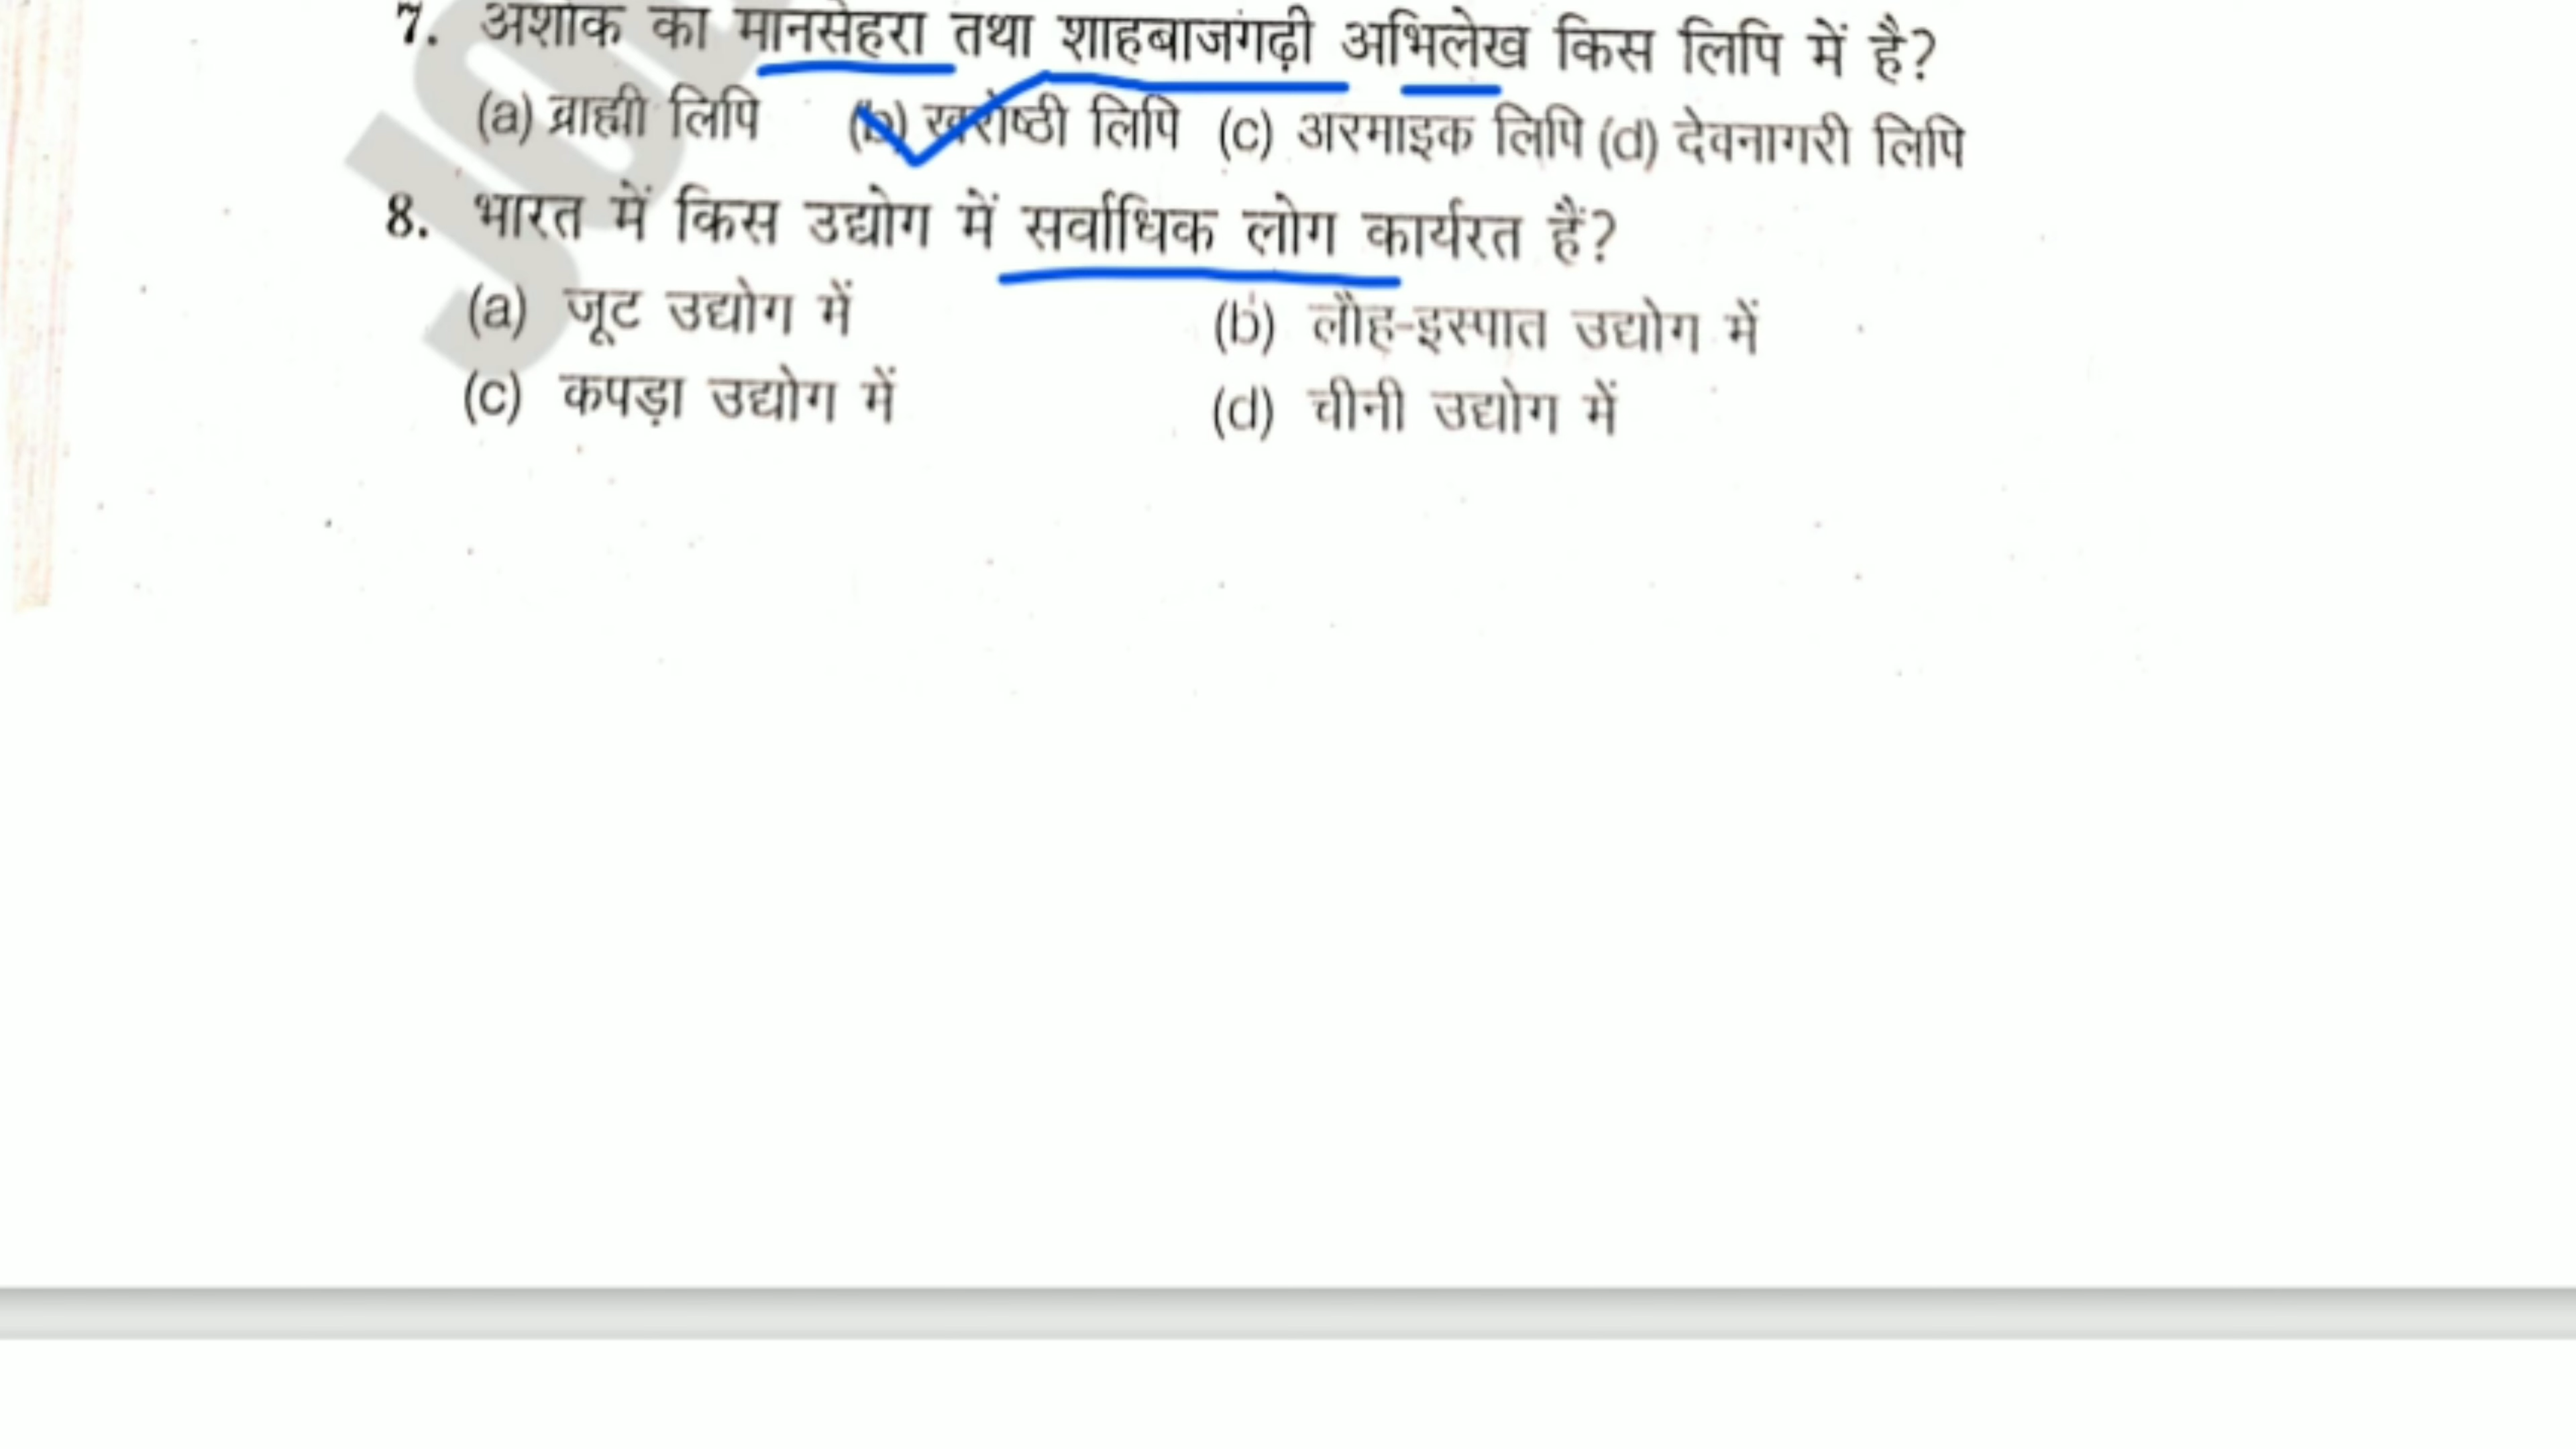 7. अशोक का मानसेहरा तथा शाहबाजगढ़ी अभिलेख किस लिपि में है?
(a) ब्राह्मी लिपि (b) खरोष्ठी लिपि (c) अरमाइक लिपि (d) देवनागरी लिपि
8. भारत में किस उद्योग में सर्वाधिक लोग कार्यरत हैं?
(a) जूट उद्योग में (b) लौह-इस्पात उद्योग में
(c) कपड़ा उद्योग में (d) चीनी उद्योग में